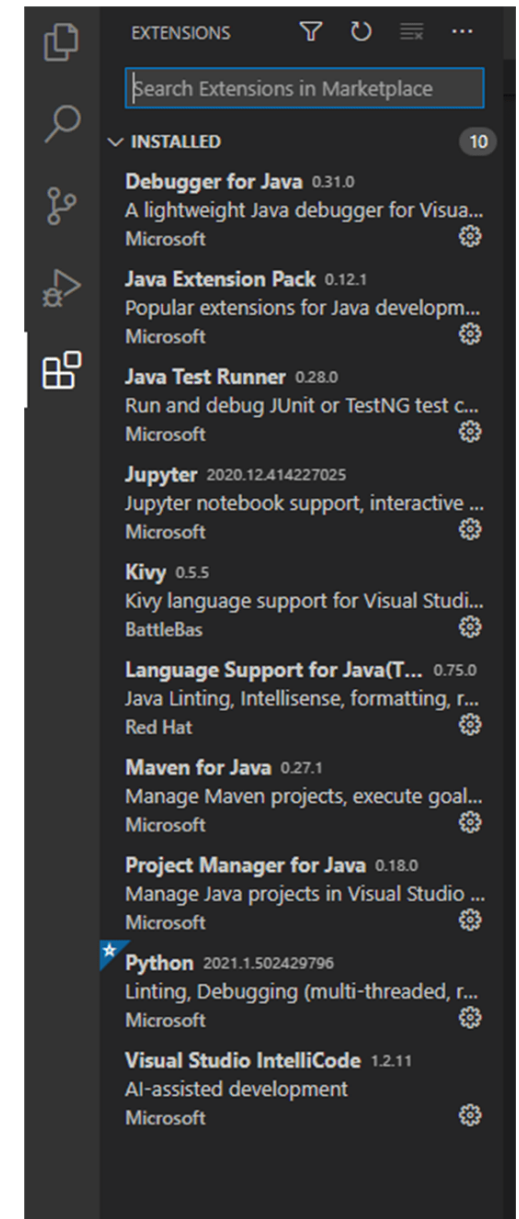 EXTENSIONS
Search Extensions in Marketplace
INSTALLED 10
Debugger for Java 0.31.0
A lightweight Java debugger for Visua...
Microsoft
Java Extension Pack 0.12.1
Popular extensions for Java developm...
Microsoft
Java Test Runner 0.28.0
Run and debug JUnit or TestNG test c...
Microsoft
Jupyter 2020.12.414227025
Jupyter notebook support, interactive ...
Microsoft
Kivy 0.5.5
Kivy language support for Visual Studi...
BattleBas
Language Support for Java(T... 0.75.0
Java Linting, Intellisense, formatting, r...
Red Hat
Maven for Java 0.27.1
Manage Maven projects, execute goal...
Microsoft
Project Manager for Java 0.18.0
Manage Java projects in Visual Studio ...
Microsoft
Python 2021.1.502429796
Linting, Debugging (multi-threaded, r...
Microsoft
Visual Studio IntelliCode 1.2.11
AI-assisted development
Microsoft